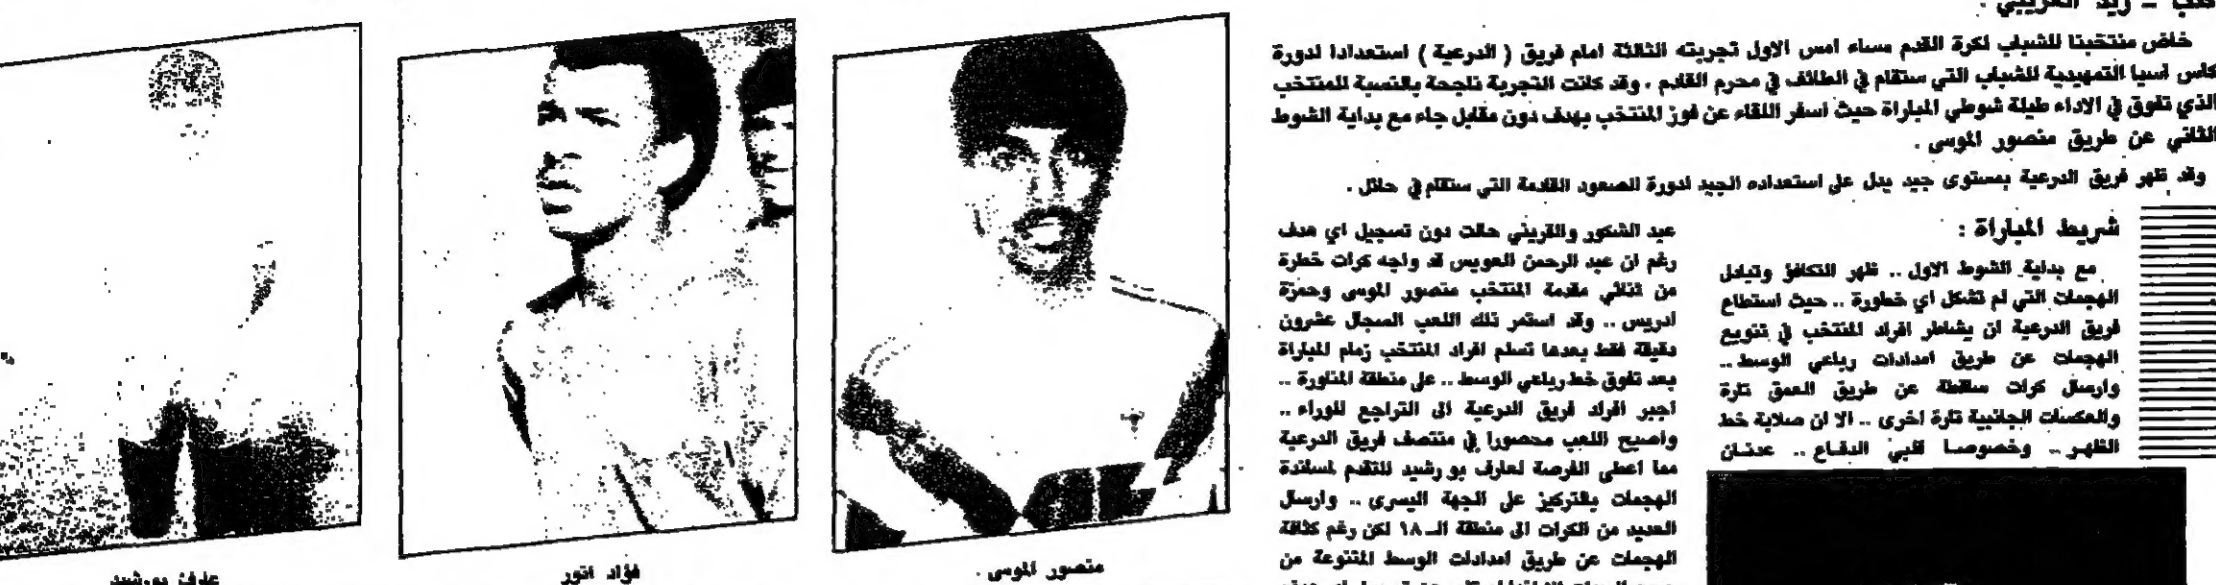 كتب – زيد
خاض منتخبنا للشباب لكرة القدم مساء امس الاول تجربته الثالثة امام فريق ( الدرعية ) استعدادا لدورة
كاس اسيا التمهيدية للشباب التي ستقام في الطائف في محرم القادم . وقد كانت التجربة ناجحة بالنسبة للمنتخب
الذي تفوق في الاداء طيلة شوطي المباراة حيث اسفر اللقاء عن فوز المنتخب بهدف دون مقابل جاء مع بداية الشوط
الثاني عن طريق منصور الموسى .
وقد ظهر فريق الدرعية بمستوى جيد يدل على استعداده الجيد لدورة الصعود القادمة التي ستقام في حائل .
شريط المباراة :
مع بداية الشوط الاول .. ظهر التكافؤ وتبادل
الهجمات التي لم تشكل اي خطورة .. حيث استطاع
فريق الدرعية ان يشاطر افراد المنتخب في تنويع
الهجمات عن طريق امدادات رباعي الوسط ..
وارسال كرات ساقطة عن طريق العمق تارة
والعكسات الجانبية تارة اخرى .. الا ان صلابة خط
الظهر .. وخصوصا قلبي الدفاع .. عدنان
عبد الشكور والقريني حالت دون تسجيل اي هدف
رغم ان عبد الرحمن العويس قد واجه كرات خطرة
من ثنائي مقدمة المنتخب منصور الموسى وحمزة
ادريس .. وقد استمر تلك اللعب السجال عشرون
دقيقة فقط بعدها تسلم افراد المنتخب زمام المباراة
بعد تفوق خط رباعي الوسط .. على منطقة المناورة ..
اجبر افراد فريق الدرعية الى التراجع للوراء ..
واصبح اللعب محصورا في منتصف فريق الدرعية
مما اعطى الفرصة لعارف بو رشيد للتقدم لمساندة
الهجمات بالتركيز على الجهة اليسرى .. وارسال
العديد من الكرات الى منطقة الـ ١٨ لكن رغم كثافة
الهجمات عن طريق امدادات الوسط المتنوعة من
منصور الموسى .
فؤاد انور
عارف بورشيد